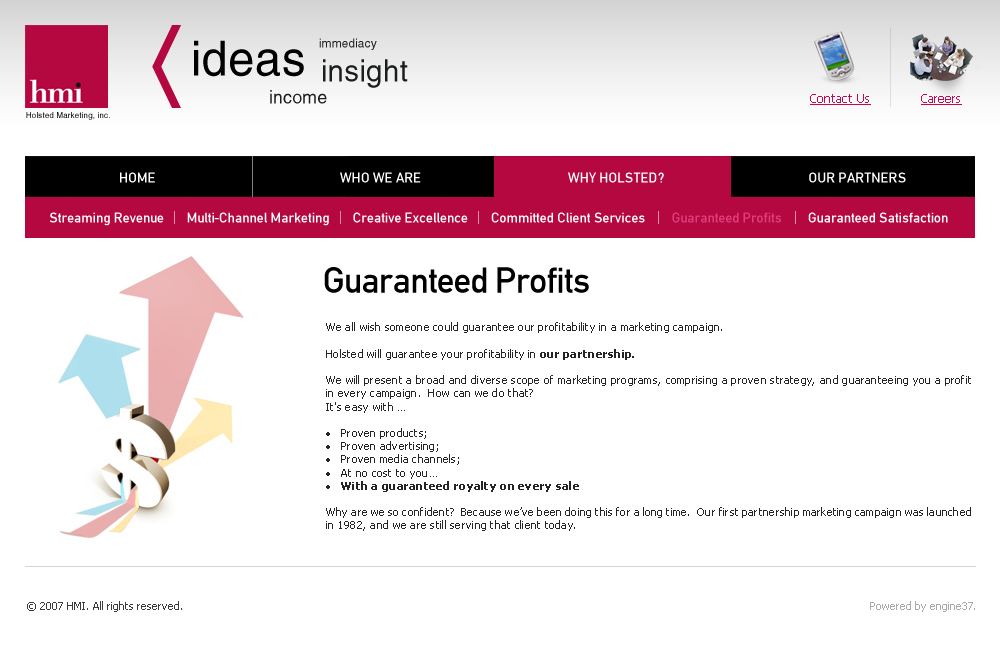 hmi
Holsted Marketing, inc.
ideas
immediacy
insight
income
Contact Us
Careers
HOME
WHO WE ARE
WHY HOLSTED?
OUR PARTNERS
Streaming Revenue
Multi-Channel Marketing
Creative Excellence
Committed Client Services
Guaranteed Profits
Guaranteed Satisfaction
Guaranteed Profits
We all wish someone could guarantee our profitability in a marketing campaign.
Holsted will guarantee your profitability in our partnership.
We will present a broad and diverse scope of marketing programs, comprising a proven strategy, and guaranteeing you a profit
in every campaign. How can we do that?
It's easy with ...
• Proven products;
• Proven advertising;
• Proven media channels;
• At no cost to you...
• With a guaranteed royalty on every sale
Why are we so confident? Because we’ve been doing this for a long time. Our first partnership marketing campaign was launched
in 1982, and we are still serving that client today.
© 2007 HMI. All rights reserved.
Powered by engine37.